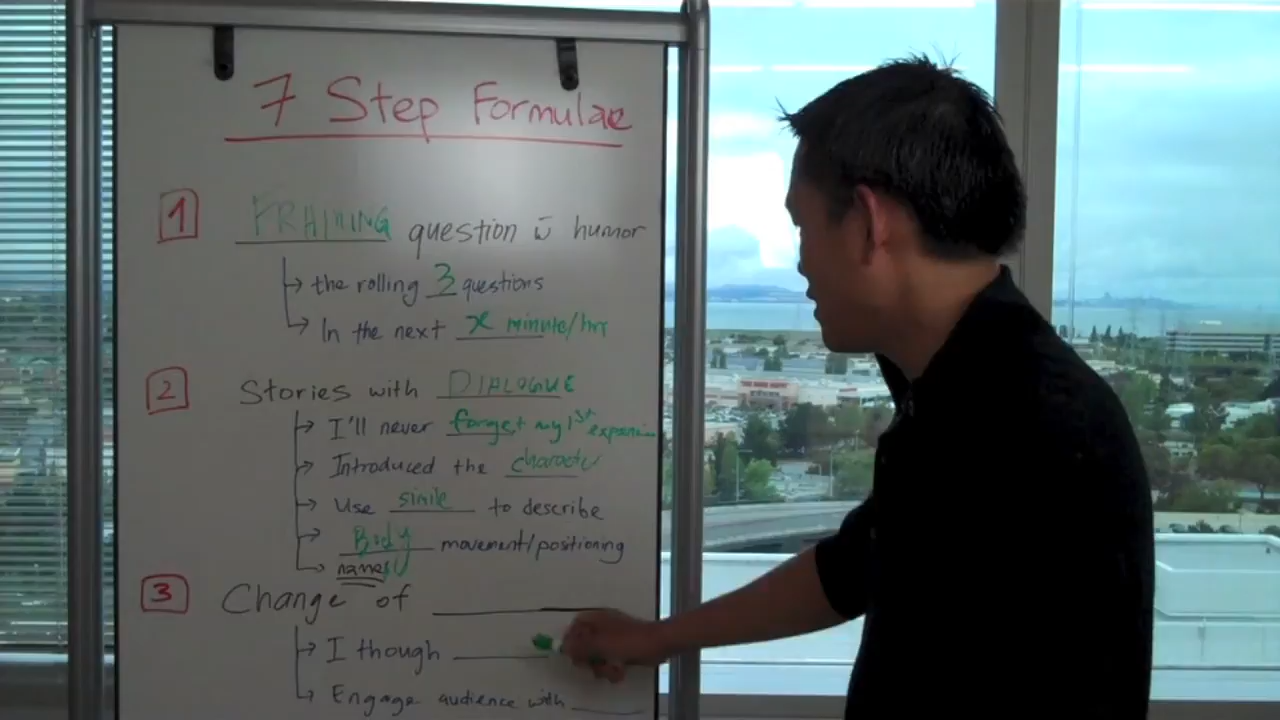 7 Step Formulae
1 FRAMING question w̄ humor
the rolling 3 questions
In the next x minute/hrs
2 Stories with DIALOGUE
I'll never forget my 1st
Introduced the character
Use simile to describe
Body movement/positioning
names
3 Change of
I though
Engage audience with